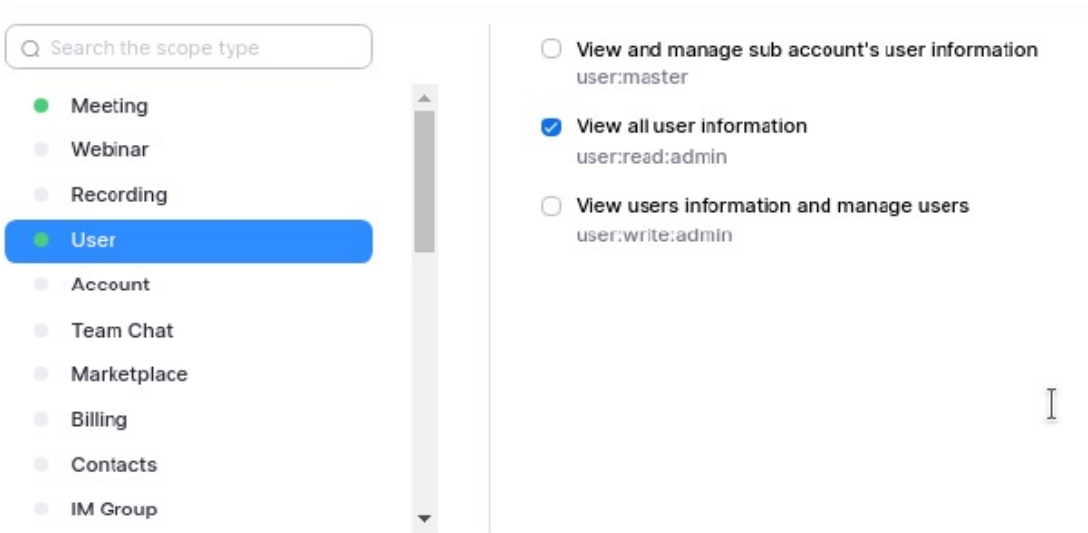 Search the scope type
Meeting
Webinar
Recording
User
Account
Team Chat
Marketplace
Billing
Contacts
IM Group
View and manage sub account's user information
user:master
View all user information
user:read:admin
View users information and manage users
user:write:admin